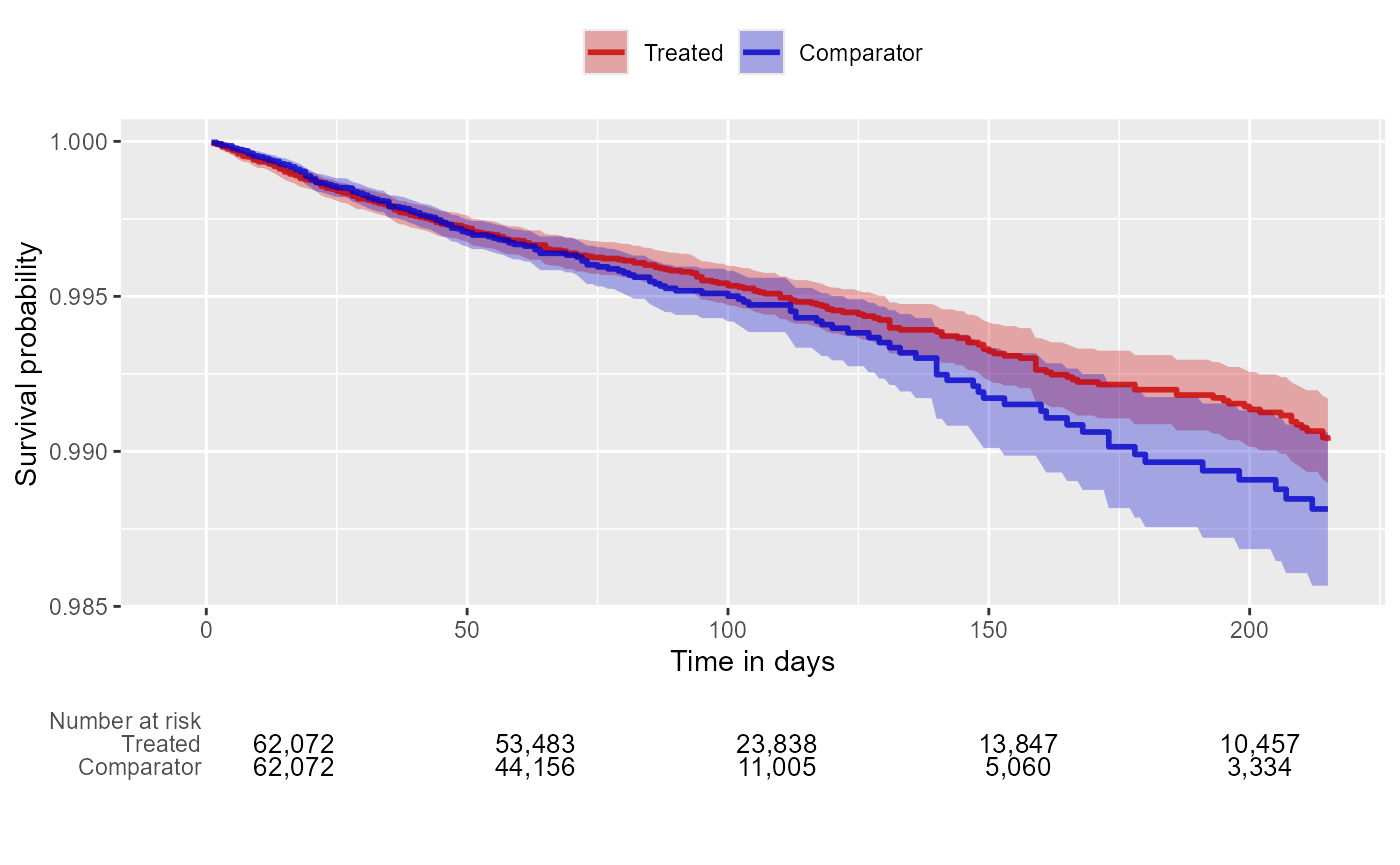 Treated Comparator
Survival probability
1.000
0.995
0.990
0.985
0 50 100 150 200
Time in days
Number at risk
Treated 62,072 53,483 23,838 13,847 10,457
Comparator 62,072 44,156 11,005 5,060 3,334